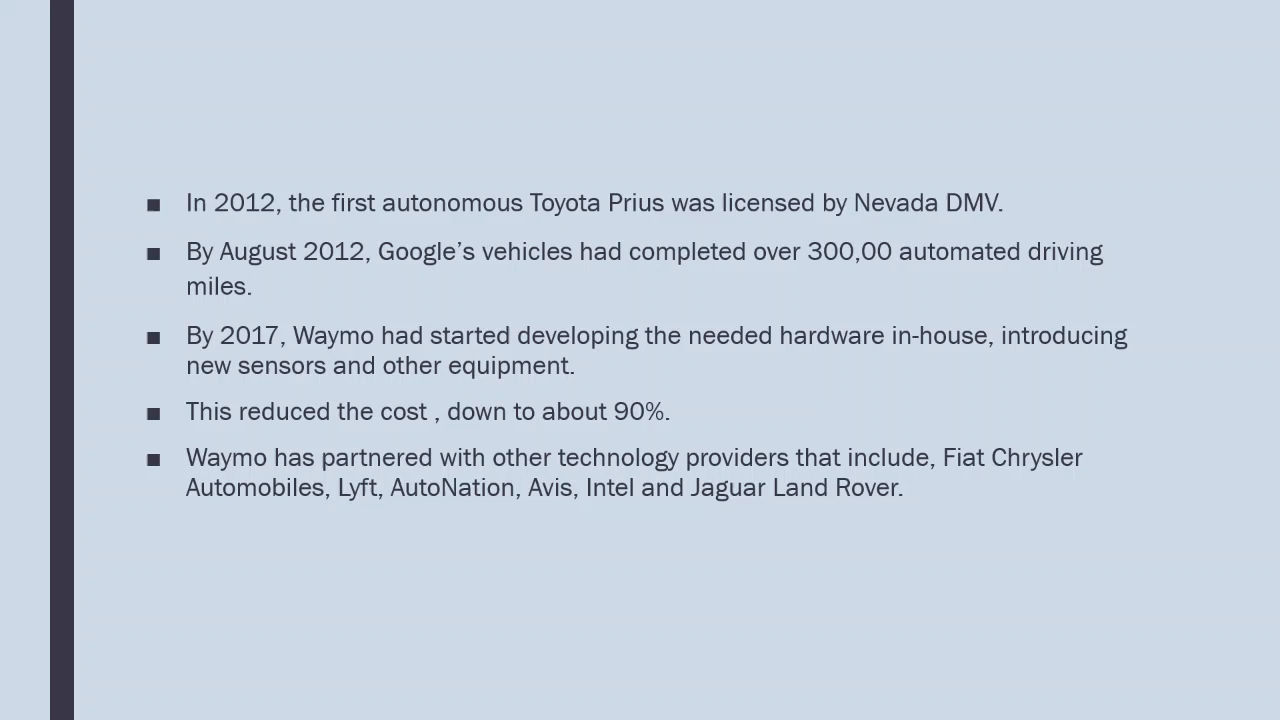 ■ In 2012, the first autonomous Toyota Prius was licensed by Nevada DMV.
■ By August 2012, Google’s vehicles had completed over 300,00 automated driving
miles.
■ By 2017, Waymo had started developing the needed hardware in-house, introducing
new sensors and other equipment.
■ This reduced the cost , down to about 90%.
■ Waymo has partnered with other technology providers that include, Fiat Chrysler
Automobiles, Lyft, AutoNation, Avis, Intel and Jaguar Land Rover.